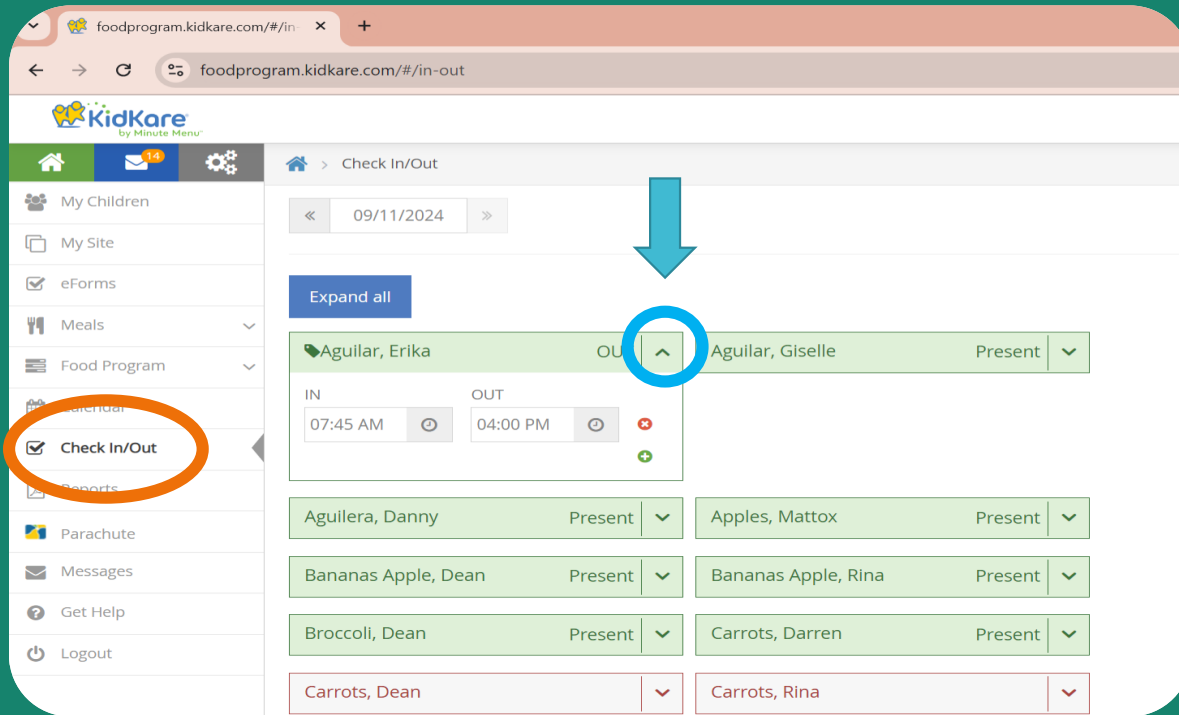 foodprogram.kidkare.com/#/in-
foodprogram.kidkare.com/#/in-out
KidKare
by Minute Menu
14
Check In/Out
My Children
09/11/2024
My Site
eForms
Expand all
Meals
Aguilar, Erika OU
Aguilar, Giselle Present
Food Program
IN OUT
Calendar
07:45 AM 04:00 PM
Check In/Out
Reports
Aguilera, Danny Present
Apples, Mattox Present
Parachute
Messages
Bananas Apple, Dean Present
Bananas Apple, Rina Present
Get Help
Broccoli, Dean Present
Carrots, Darren Present
Logout
Carrots, Dean
Carrots, Rina